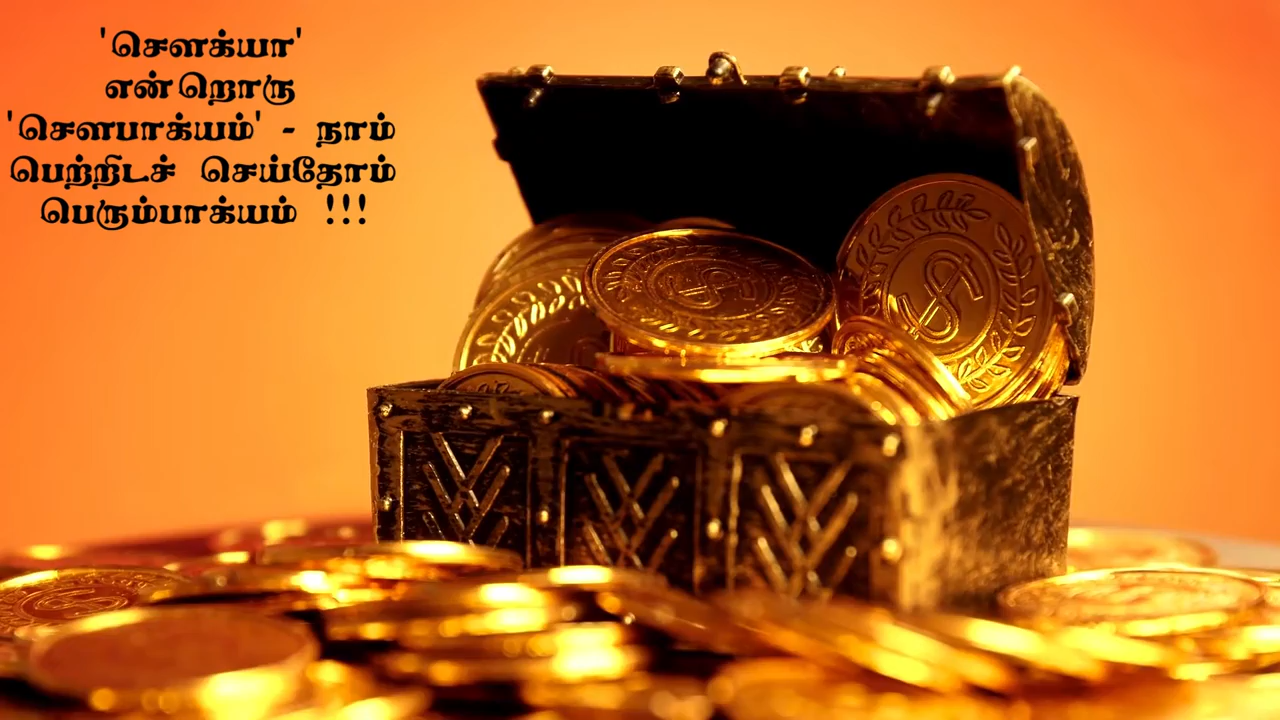 'சௌக்யா'
என்றொரு
'சௌபாக்யம்' - நாம்
பெற்றிடச் செய்தோம்
பெரும்பாக்யம் !!!